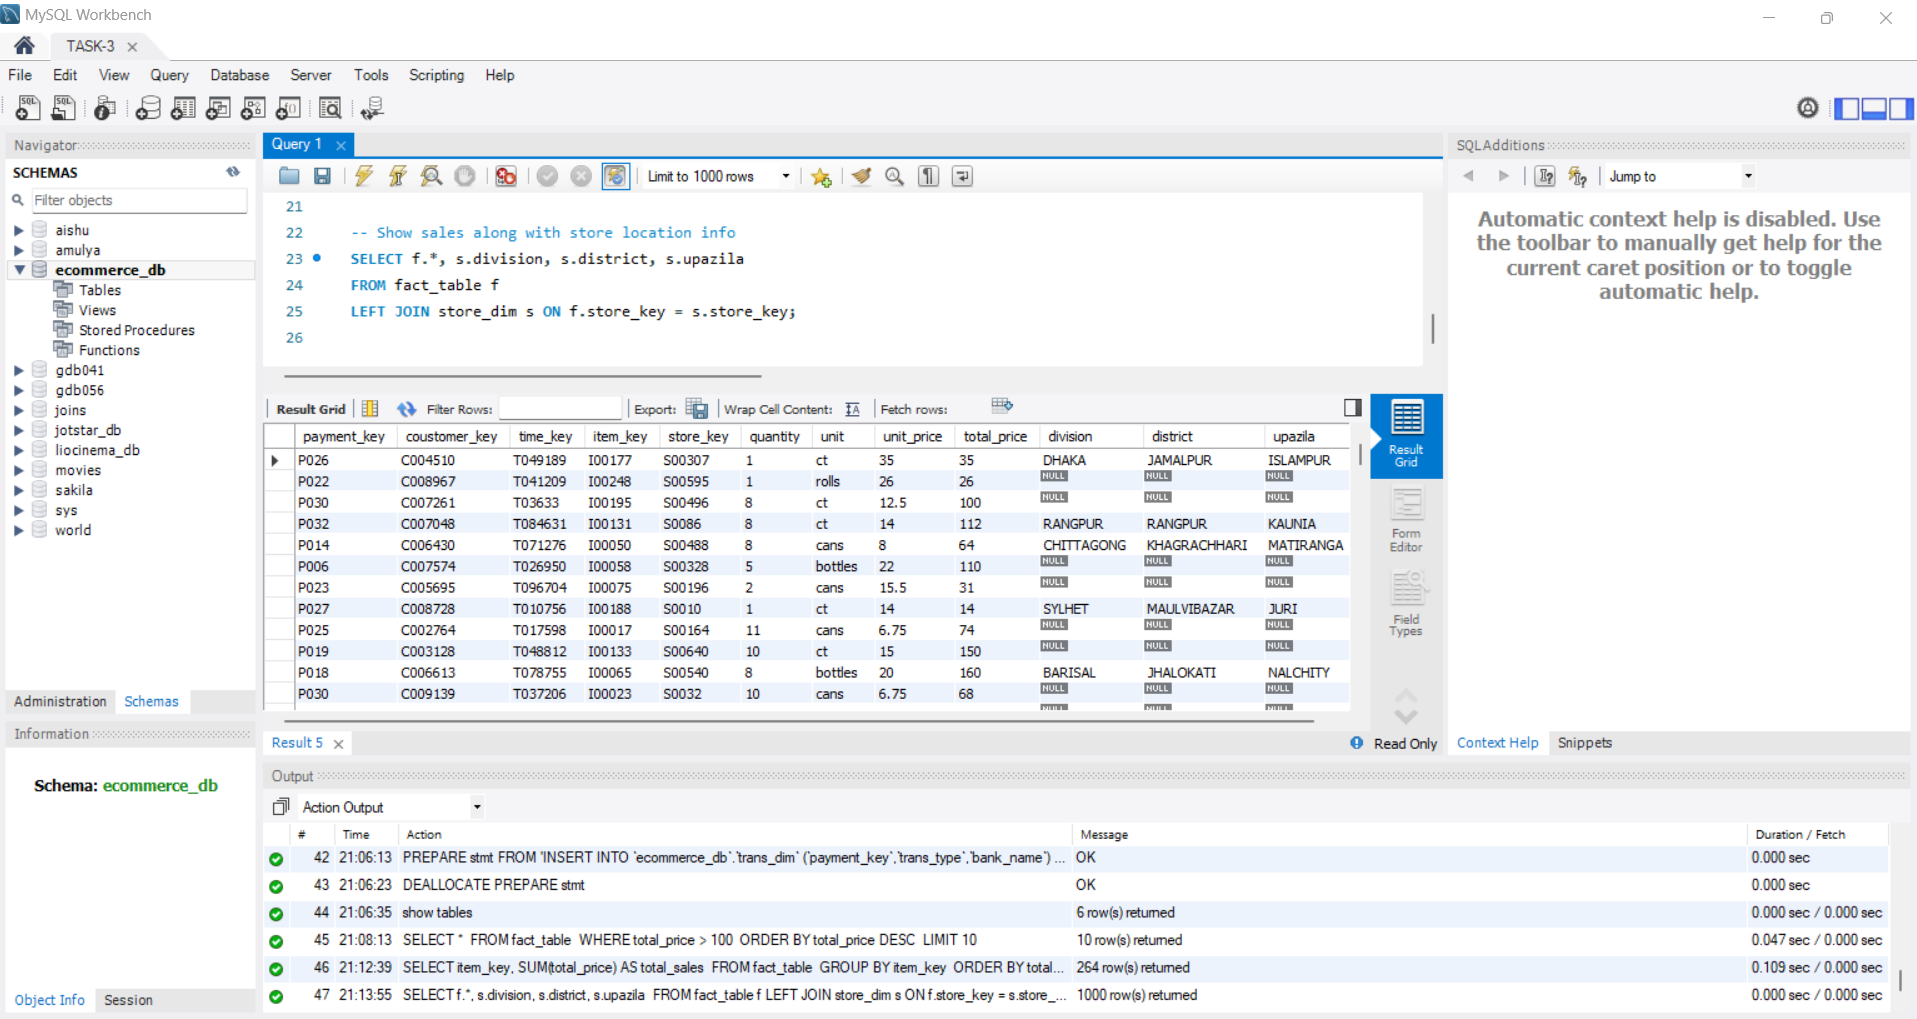 MySQL Workbench
TASK-3
File Edit View Query Database Server Tools Scripting Help
Navigator
SCHEMAS
Filter objects
aishu
amulya
ecommerce_db
Tables
Views
Stored Procedures
Functions
gdb041
gdb056
joins
jotstar_db
liocinema_db
movies
sakila
sys
world
Administration Schemas
Information
Schema: ecommerce_db
Object Info Session
Query 1
Limit to 1000 rows
21
22 -- Show sales along with store location info
23 SELECT f.*, s.division, s.district, s.upazila
24 FROM fact_table f
25 LEFT JOIN store_dim s ON f.store_key = s.store_key;
26
Result Grid Filter Rows: Export: Wrap Cell Content: Fetch rows:
payment_key coustomer_key time_key item_key store_key quantity unit unit_price total_price division district upazila
P026 C004510 T049189 I00177 S00307 1 ct 35 35 DHAKA JAMALPUR ISLAMPUR
P022 C008967 T041209 I00248 S00595 1 rolls 26 26 NULL NULL NULL
P030 C007261 T03633 I00195 S00496 8 ct 12.5 100 NULL NULL NULL
P032 C007048 T084631 I00131 S0086 8 ct 14 112 RANGPUR RANGPUR KAUNIA
P014 C006430 T071276 I00050 S00488 8 cans 8 64 CHITTAGONG KHAGRACHHARI MATIRANGA
P006 C007574 T026950 I00058 S00328 5 bottles 22 110 NULL NULL NULL
P023 C005695 T096704 I00075 S00196 2 cans 15.5 31 NULL NULL NULL
P027 C008728 T010756 I00188 S0010 1 ct 14 14 SYLHET MAULVIBAZAR JURI
P025 C002764 T017598 I00017 S00164 11 cans 6.75 74 NULL NULL NULL
P019 C003128 T048812 I00133 S00640 10 ct 15 150 NULL NULL NULL
P018 C006613 T078755 I00065 S00540 8 bottles 20 160 BARISAL JHALOKATI NALCHITY
P030 C009139 T037206 I00023 S0032 10 cans 6.75 68 NULL NULL NULL
NULL NULL NULL
Result
Grid
Form
Editor
Field
Types
Result 5
Read Only
SQLAdditions
Jump to
Automatic context help is disabled. Use
the toolbar to manually get help for the
current caret position or to toggle
automatic help.
Context Help Snippets
Output
Action Output
# Time Action Message Duration / Fetch
42 21:06:13 PREPARE stmt FROM 'INSERT INTO `ecommerce_db`.`trans_dim` (`payment_key`,`trans_type`,`bank_name`) ... OK 0.000 sec
43 21:06:23 DEALLOCATE PREPARE stmt OK 0.000 sec
44 21:06:35 show tables 6 row(s) returned 0.000 sec / 0.000 sec
45 21:08:13 SELECT * FROM fact_table WHERE total_price > 100 ORDER BY total_price DESC LIMIT 10 10 row(s) returned 0.047 sec / 0.000 sec
46 21:12:39 SELECT item_key, SUM(total_price) AS total_sales FROM fact_table GROUP BY item_key ORDER BY total... 264 row(s) returned 0.109 sec / 0.000 sec
47 21:13:55 SELECT f.*, s.division, s.district, s.upazila FROM fact_table f LEFT JOIN store_dim s ON f.store_key = s.store_... 1000 row(s) returned 0.000 sec / 0.000 sec